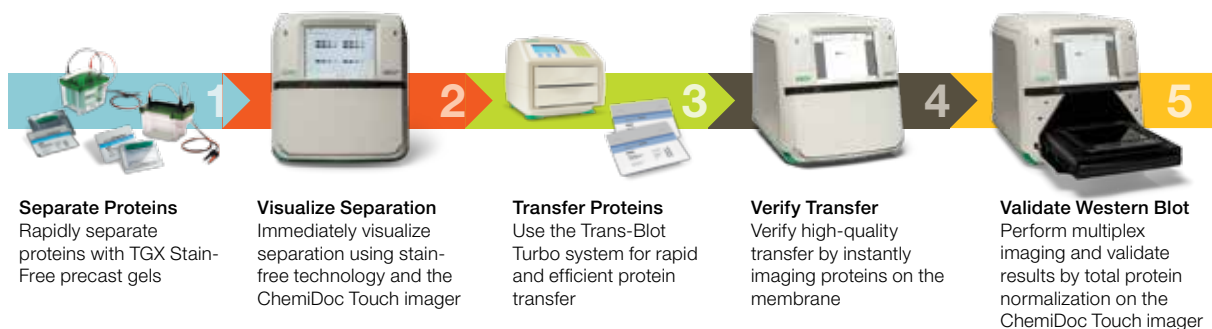 1
2
3
4
5
Separate Proteins
Rapidly separate
proteins with TGX Stain-
Free precast gels
Visualize Separation
Immediately visualize
separation using stain-
free technology and the
ChemiDoc Touch imager
Transfer Proteins
Use the Trans-Blot
Turbo system for rapid
and efficient protein
transfer
Verify Transfer
Verify high-quality
transfer by instantly
imaging proteins on the
membrane
Validate Western Blot
Perform multiplex
imaging and validate
results by total protein
normalization on the
ChemiDoc Touch imager